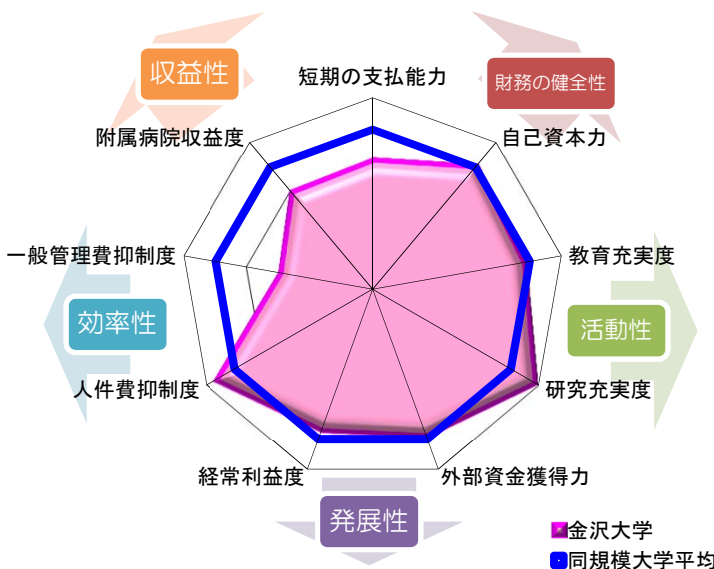 収益性
短期の支払能力
財務の健全性
附属病院収益度
自己資本力
一般管理費抑制度
教育充実度
効率性
活動性
人件費抑制度
研究充実度
経常利益度
外部資金獲得力
発展性
金沢大学
同規模大学平均